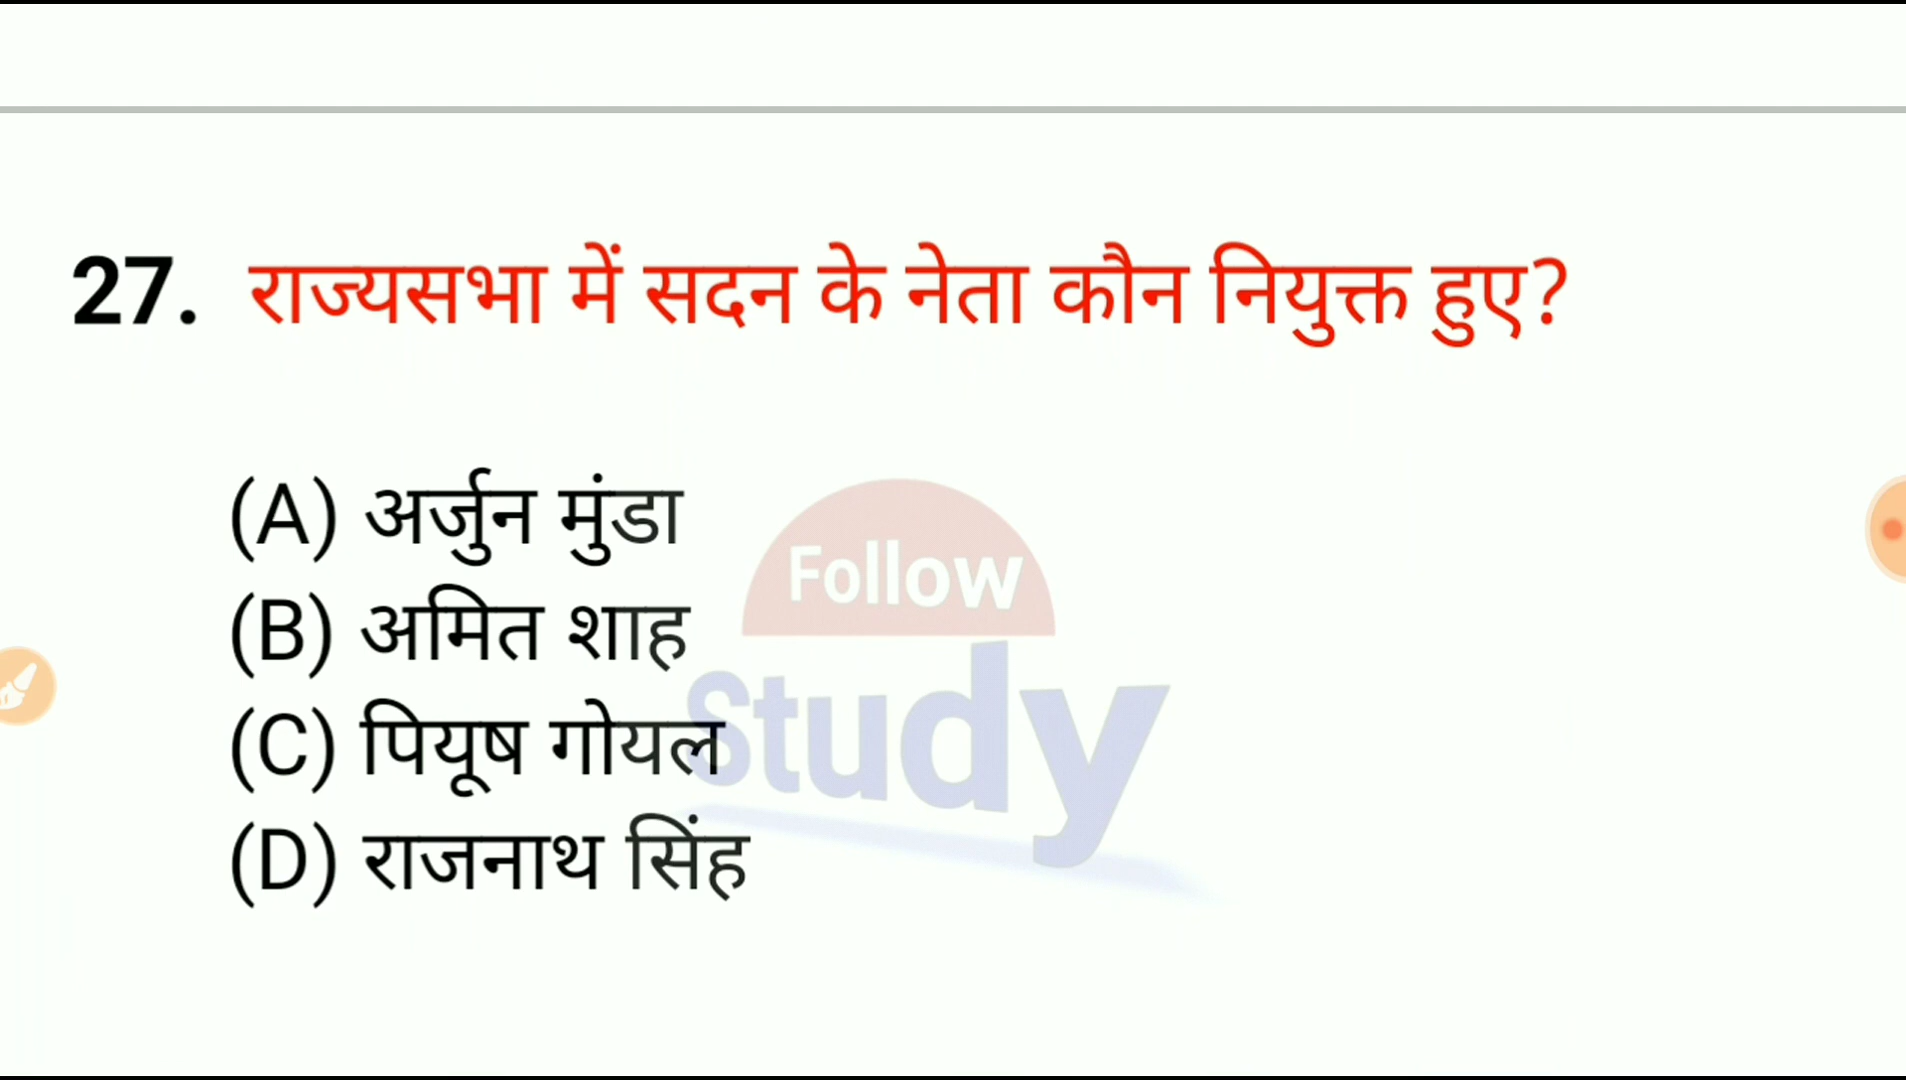 27. राज्यसभा में सदन के नेता कौन नियुक्त हुए?
(A) अर्जुन मुंडा
(B) अमित शाह
(C) पियूष गोयल
(D) राजनाथ सिंह
Follow
Study